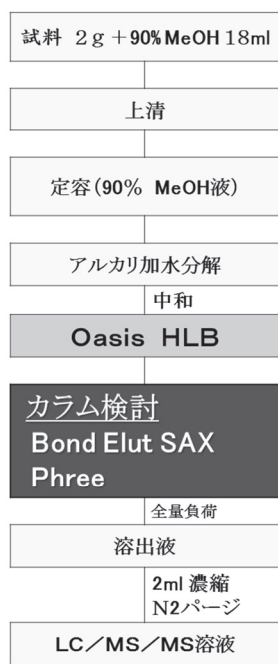 試料 2g+90%MeOH 18ml
上清
定容(90% MeOH液)
アルカリ加水分解
中和
Oasis HLB
カラム検討
Bond Elut SAX
Phree
全量負荷
溶出液
2ml 濃縮
N2パージ
LC/MS/MS溶液